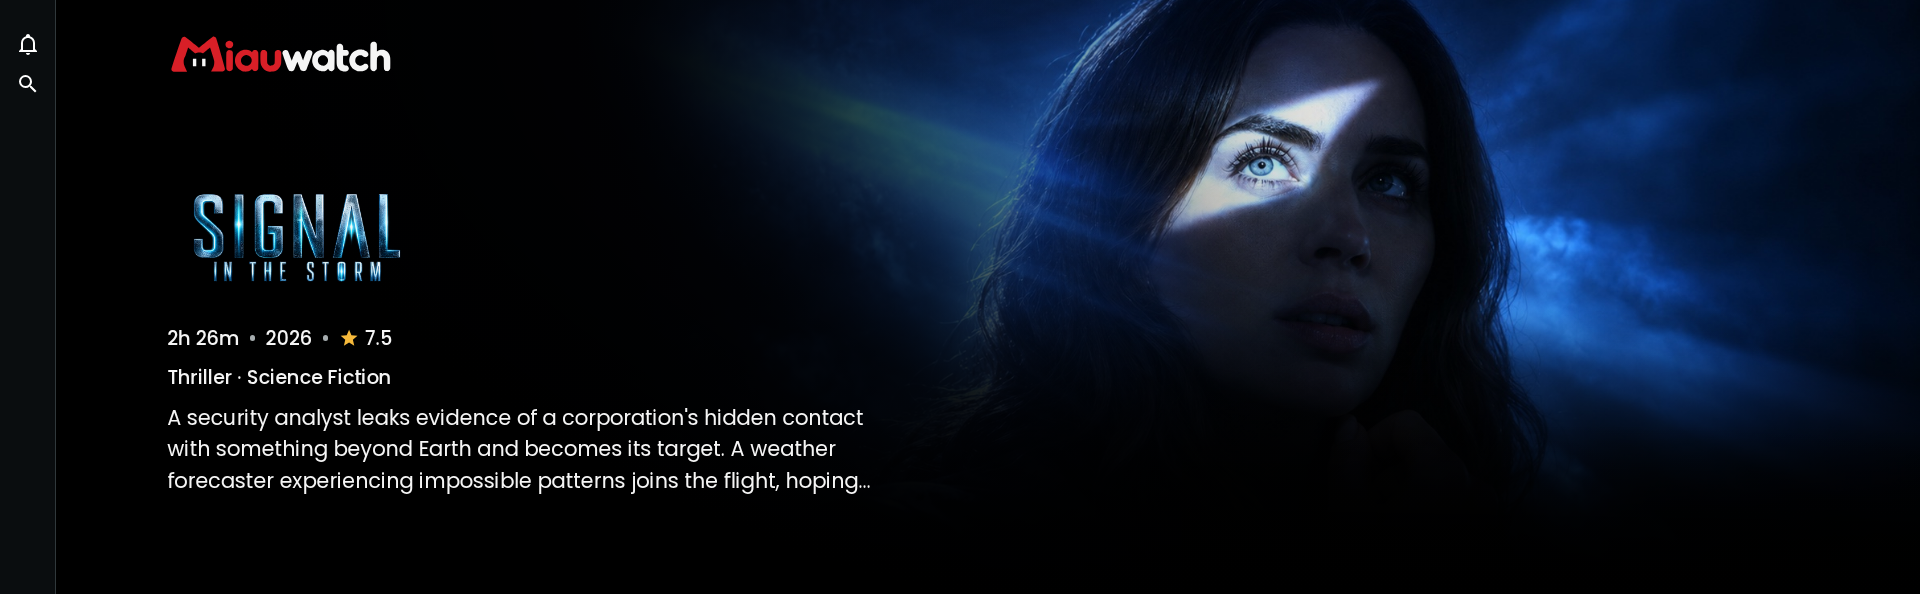 Miauwatch
SIGNAL
IN THE STORM
2h 26m • 2026 • 7.5
Thriller · Science Fiction
A security analyst leaks evidence of a corporation's hidden contact
with something beyond Earth and becomes its target. A weather
forecaster experiencing impossible patterns joins the flight, hoping...